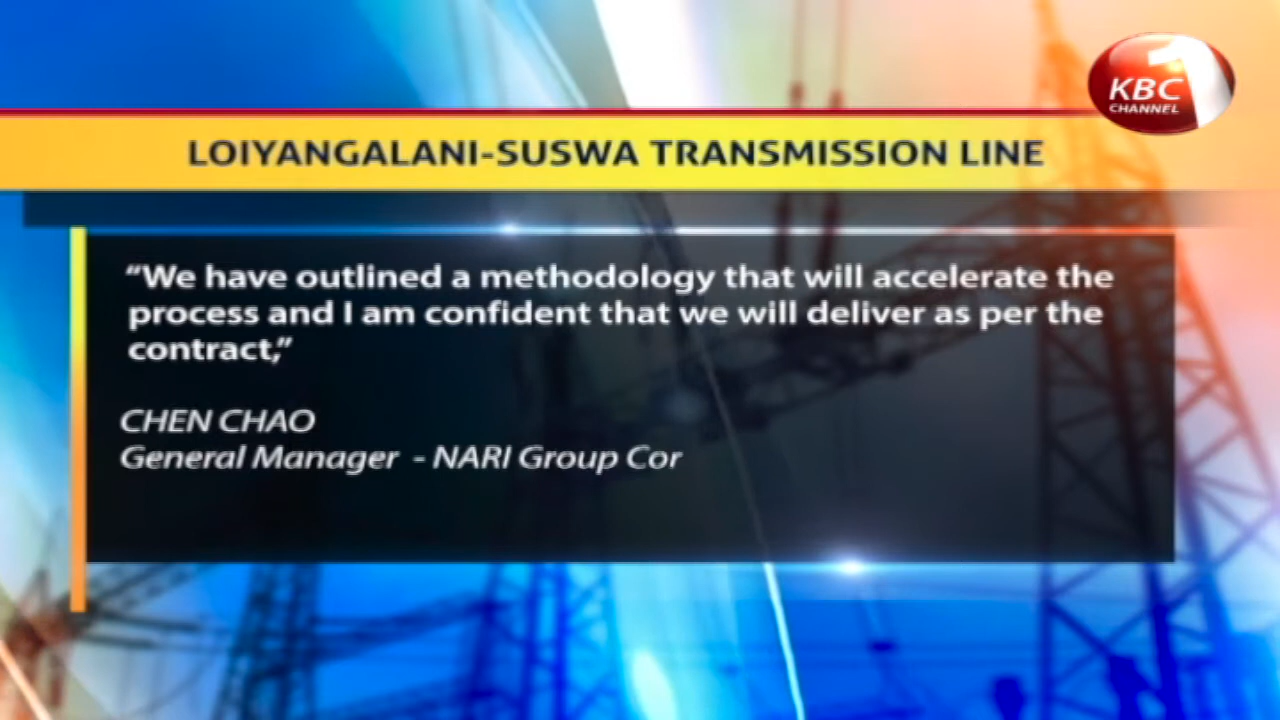 KBC 1
CHANNEL
LOIYANGALANI-SUSWA TRANSMISSION LINE
“We have outlined a methodology that will accelerate the
process and I am confident that we will deliver as per the
contract,”
CHEN CHAO
General Manager - NARI Group Cor